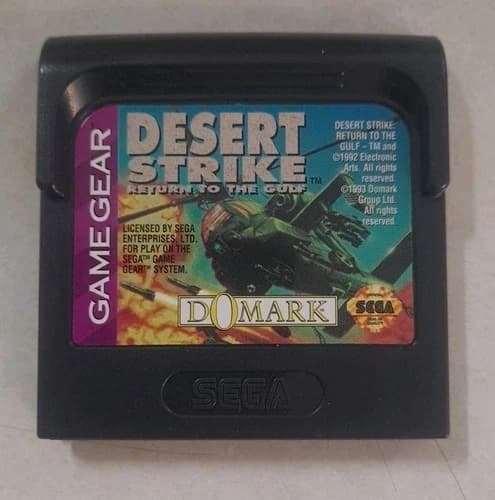 GAME GEAR
DESERT
STRIKE
RETURN TO THE GULF™
DESERT STRIKE:
RETURN TO THE
GULF – TM and
©1992 Electronic
Arts. All rights
reserved.
©1993 Domark
Group Ltd.
All rights
reserved.
LICENSED BY SEGA
ENTERPRISES, LTD.
FOR PLAY ON THE
SEGA™ GAME
GEAR™ SYSTEM.
DOMARK
SEGA
SEGA